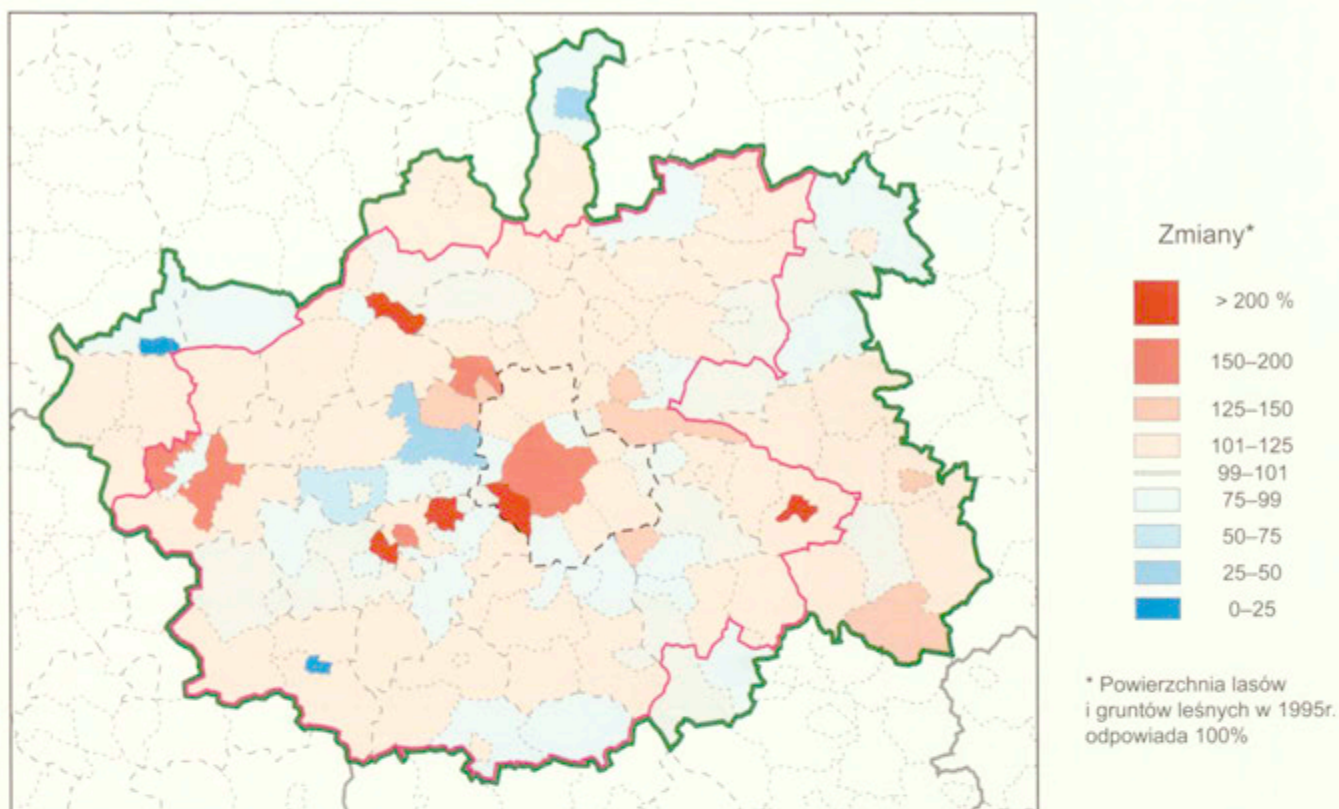 Zmiany*
> 200 %
150–200
125–150
101–125
99–101
75–99
50–75
25–50
0–25
* Powierzchnia lasów
i gruntów leśnych w 1995r.
odpowiada 100%